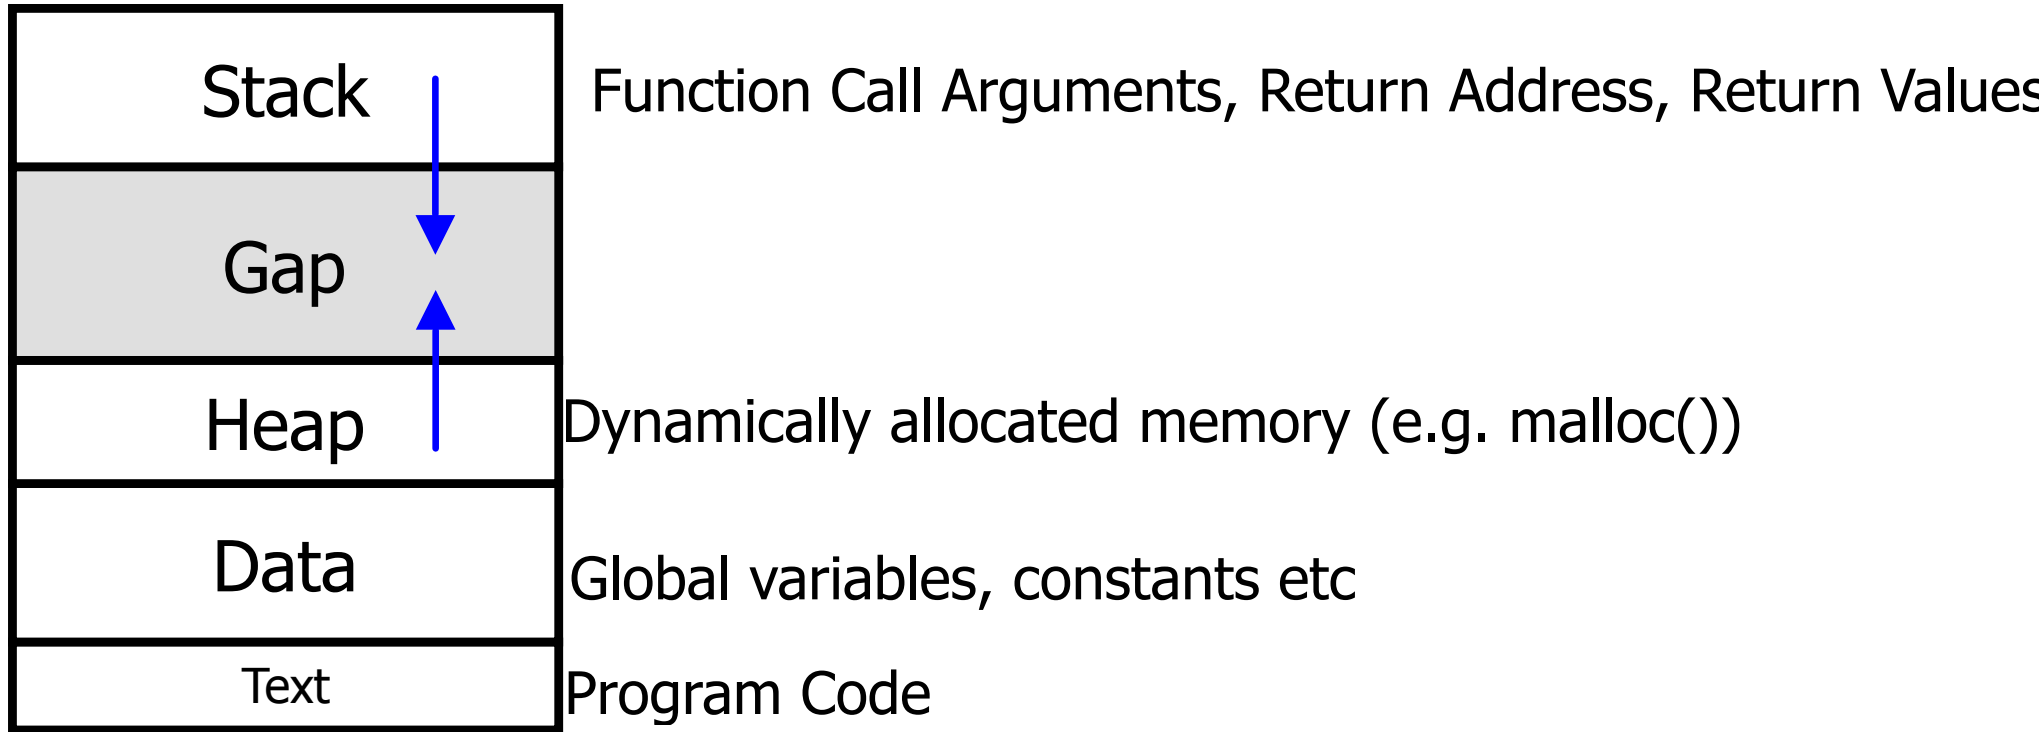 Stack Function Call Arguments, Return Address, Return Values
Gap
Heap Dynamically allocated memory (e.g. malloc())
Data Global variables, constants etc
Text Program Code